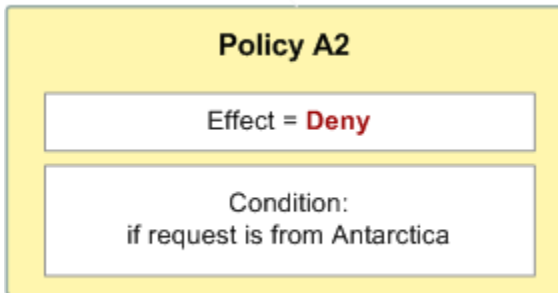 Policy A2
Effect = Deny
Condition:
if request is from Antarctica